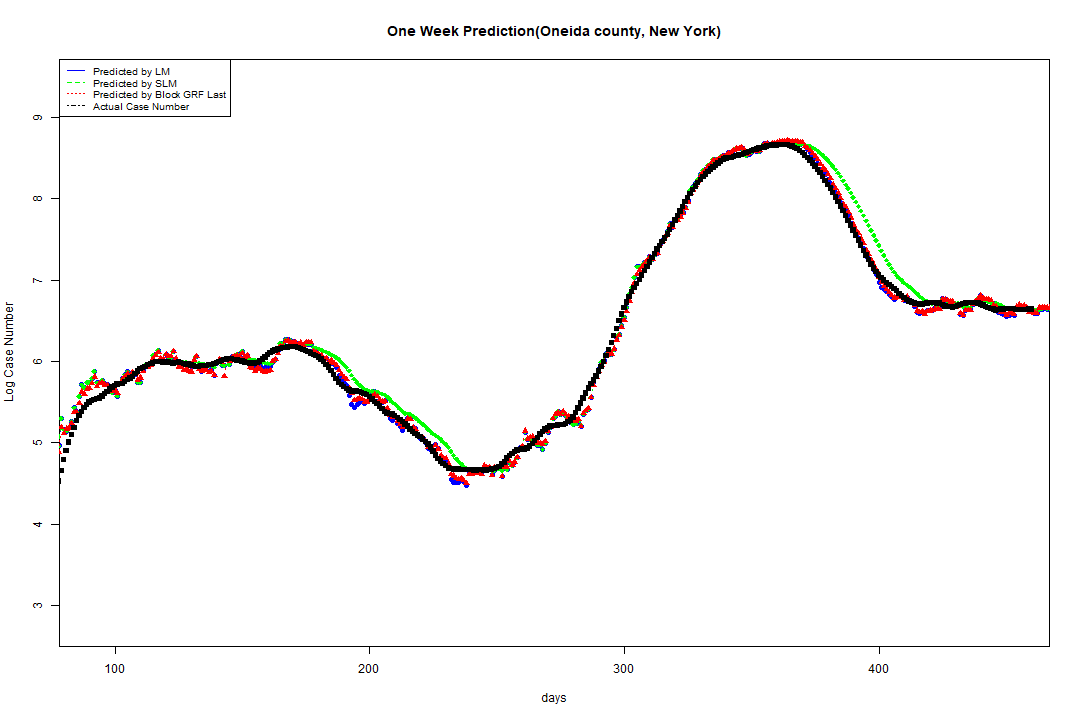 One Week Prediction(Oneida county, New York)
Predicted by LM
Predicted by SLM
Predicted by Block GRF Last
Actual Case Number
9
8
7
6
5
4
3
Log Case Number
100 200 300 400
days